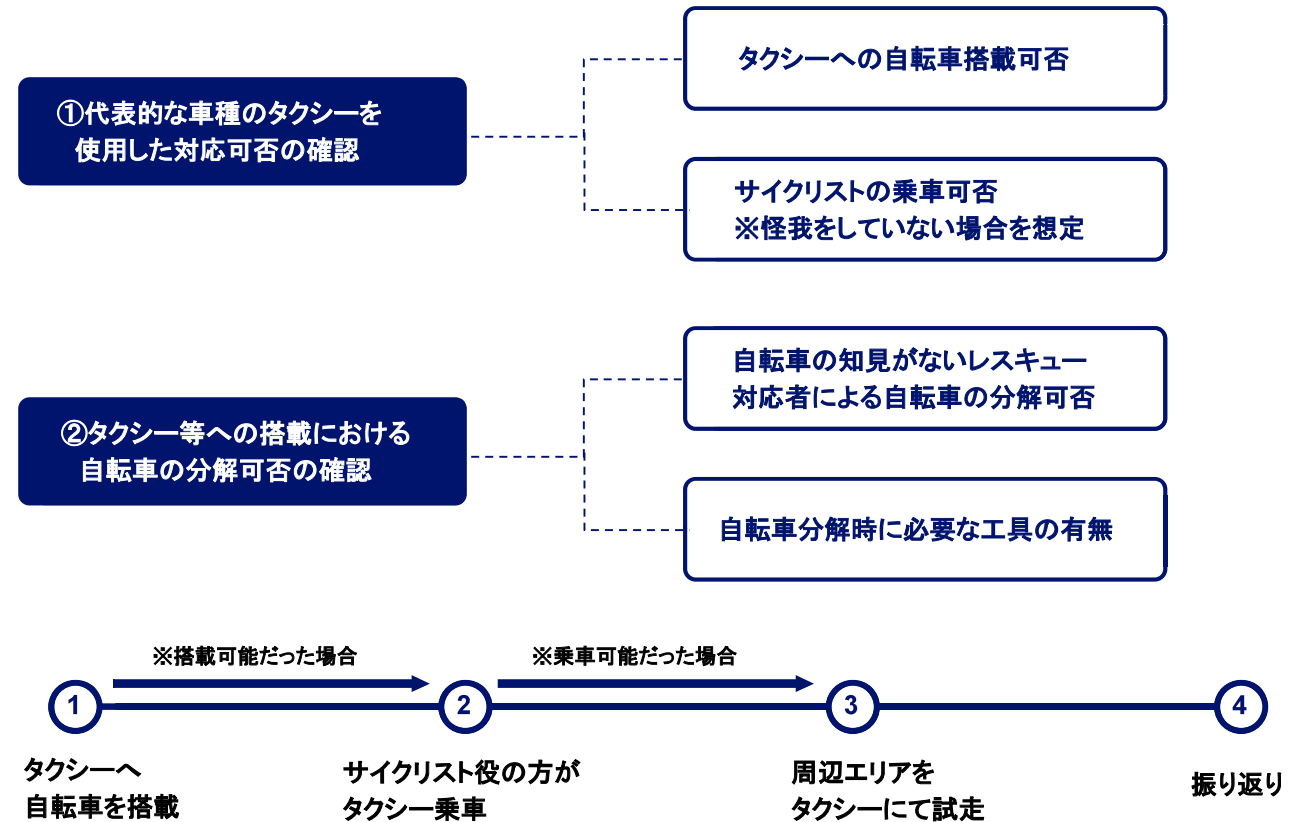 ①代表的な車種のタクシーを
使用した対応可否の確認
タクシーへの自転車搭載可否
サイクリストの乗車可否
※怪我をしていない場合を想定
②タクシー等への搭載における
自転車の分解可否の確認
自転車の知見がないレスキュー
対応者による自転車の分解可否
自転車分解時に必要な工具の有無
※搭載可能だった場合
※乗車可能だった場合
1
2
3
4
タクシーへ
自転車を搭載
サイクリスト役の方が
タクシー乗車
周辺エリアを
タクシーにて試走
振り返り